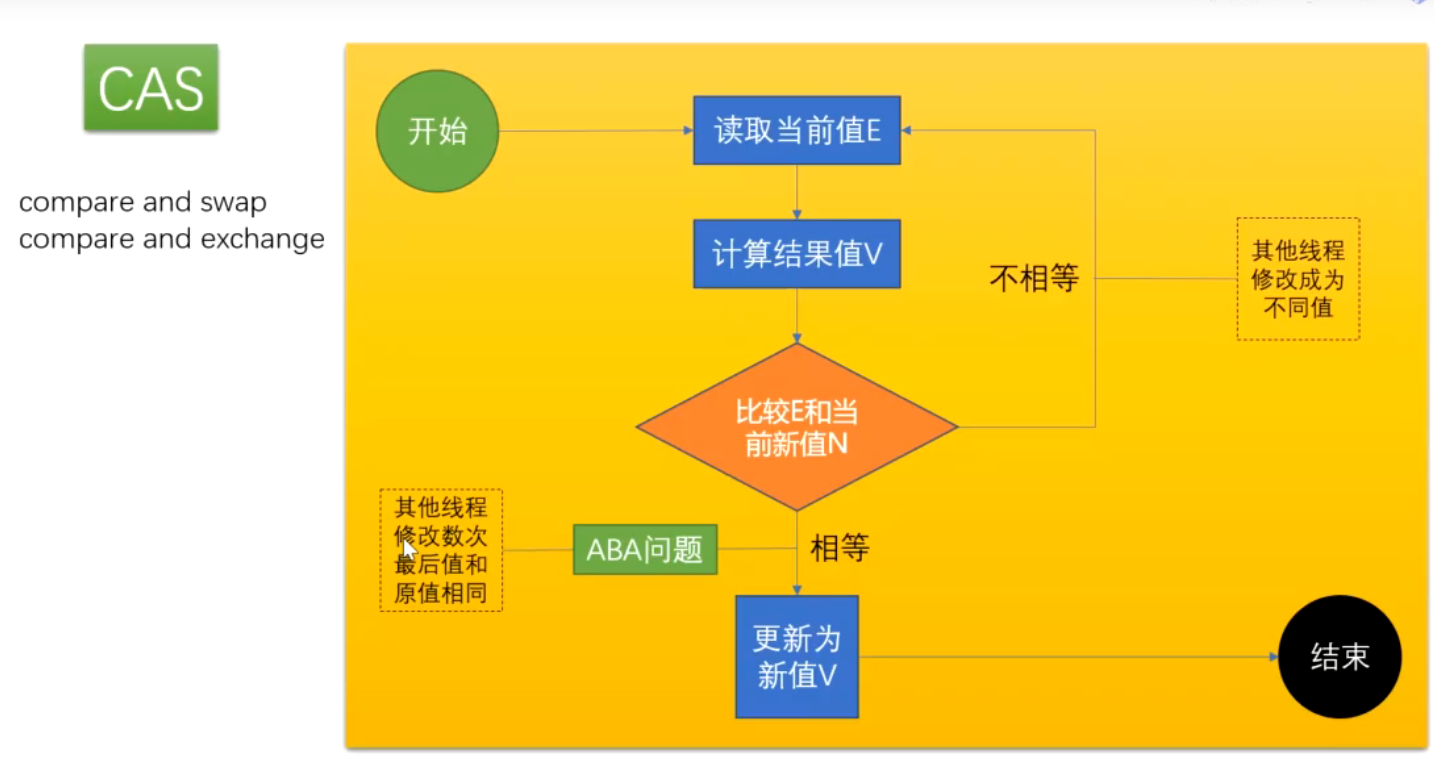 CAS
compare and swap
compare and exchange
开始
读取当前值E
计算结果值V
不相等
其他线程
修改成为
不同值
比较E和当
前新值N
其他线程
修改数次
最后值和
原值相同
ABA问题
相等
更新为
新值V
结束